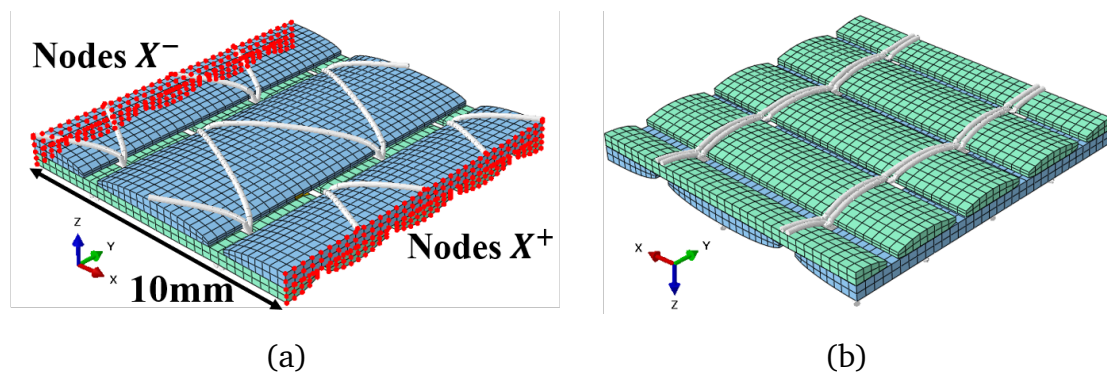 Nodes X⁻
Z
Y
X
10mm
Nodes X⁺
(a)
X
Y
Z
(b)